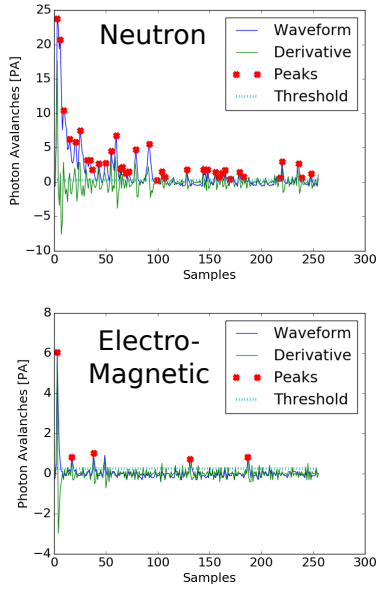 25
20
15
10
5
0
−5
−10
0 50 100 150 200 250 300
Photon Avalanches [PA]
Samples
Neutron
Waveform
Derivative
Peaks
Threshold
8
6
4
2
0
−2
−4
0 50 100 150 200 250 300
Photon Avalanches [PA]
Samples
Electro-
Magnetic
Waveform
Derivative
Peaks
Threshold